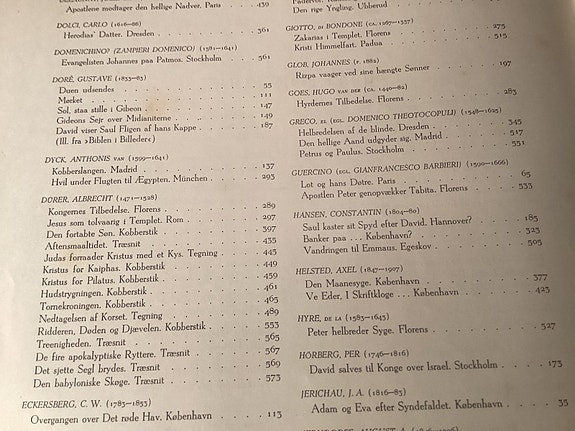 Apostlene modtager den hellige Nadver. Paris . . . 439
DOLCI, CARLO (1616–86)
Herodias' Datter. Dresden . . . . . . . . . . 361
DOMENICHINO? (ZAMPIERI DOMENICO) (1581–1641)
Evangelisten Johannes paa Patmos. Stockholm . . . . 561
DORÉ, GUSTAVE (1833–83)
Duen udsendes . . . . . . . . . . 55
Mørket . . . . . . . . . . 111
Sol, staa stille i Gibeon . . . . . . . . . . 147
Gideons Sejr over Midianiterne . . . . . . . . 149
David viser Saul Fligen af hans Kappe . . . . . . 187
(Ill. fra »Biblen i Billeder«)
DYCK, ANTHONIS VAN (1599–1641)
Kobberslangen. Madrid . . . . . . . . . . 137
Hvil under Flugten til Ægypten. München . . . . . 293
DÜRER, ALBRECHT (1471–1528)
Kongernes Tilbedelse. Florens . . . . . . . . 289
Jesus som tolvaarig i Templet. Rom . . . . . . 297
Den fortabte Søn. Kobberstik . . . . . . . . 397
Aftensmaaltidet. Træsnit . . . . . . . . . . 435
Judas fornader Kristus med et Kys. Tegning . . . . 445
Kristus for Kaiphas. Kobberstik . . . . . . . . 449
Kristus for Pilatus. Kobberstik . . . . . . . . 459
Hudstrygningen. Kobberstik . . . . . . . . 461
Tornekroningen. Kobberstik . . . . . . . . 465
Nedtagelsen af Korset. Tegning . . . . . . . . 489
Ridderen, Døden og Djævelen. Kobberstik . . . . . 553
Treenigheden. Træsnit . . . . . . . . . . 565
De fire apokalyptiske Ryttere. Træsnit . . . . . . 567
Det sjette Segl brydes. Træsnit . . . . . . . . 569
Den babyloniske Skøge. Træsnit . . . . . . . . 573
ECKERSBERG, C. W. (1783–1853)
Overgangen over Det røde Hav. København . . . . . 113
Den rige Yngling. Ubberud
GIOTTO, DI BONDONE (CA. 1267–1337)
Zakarias i Templet. Florens . . . . . . . . 275
Kristi Himmelfart. Padua . . . . . . . . 515
GLOB, JOHANNES (F. 1882)
Rizpa vaager ved sine hængte Sønner . . . . . 197
GOES, HUGO VAN DER (CA. 1440–82)
Hyrdernes Tilbedelse. Florens . . . . . . . . 283
GRECO, EL (EGL. DOMENICO THEOTOCOPULI) (1548–1625)
Helbredelsen af de blinde. Dresden . . . . . . 345
Den hellige Aand udgyder sig. Madrid . . . . . 517
Petrus og Paulus. Stockholm . . . . . . . . 551
GUERCINO (EGL. GIANFRANCESCO BARBIERI) (1590–1666)
Lot og hans Døtre. Paris . . . . . . . . 65
Apostlen Peter genopvækker Tabita. Florens . . . . 533
HANSEN, CONSTANTIN (1804–80)
Saul kaster sit Spyd efter David. Hannover? . . . . 185
Banker paa . . . København? . . . . . . . . 323
Vandringen til Emmaus. Egeskov . . . . . . . . 505
HELSTED, AXEL (1847–1907)
Den Maanesyge. København . . . . . . . . 377
Ve Eder, I Skriftkloge . . . København . . . . . 423
HYRE, DE LA (1583–1643)
Peter helbreder Syge. Florens . . . . . . . . 527
HÖRBERG, PER (1746–1816)
David salves til Konge over Israel. Stockholm . . . . 173
JERICHAU, J. A. (1816–83)
Adam og Eva efter Syndefaldet. København . . . . 35